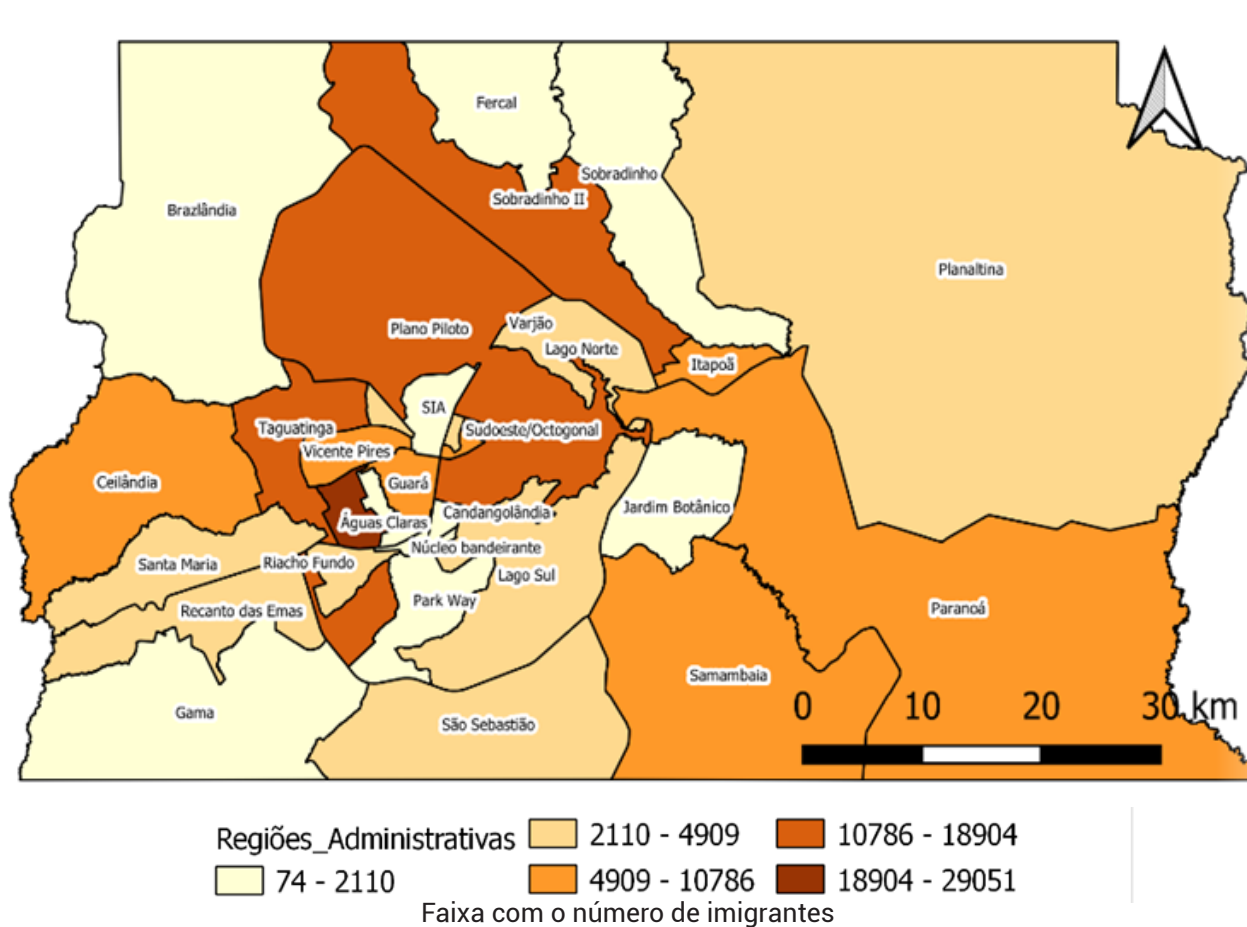 Fercal
Sobradinho
Sobradinho II
Brazlândia
Planaltina
Plano Piloto
Varjão
Lago Norte
Itapoã
SIA
Taguatinga
Sudoeste/Octogonal
Vicente Pires
Ceilândia
Guará
Jardim Botânico
Candangolândia
Águas Claras
Núcleo bandeirante
Santa Maria
Riacho Fundo
Lago Sul
Park Way
Recanto das Emas
Paranoá
Samambaia
Gama
São Sebastião
0 10 20 30 km
Regiões_Administrativas
74 - 2110
2110 - 4909
4909 - 10786
10786 - 18904
18904 - 29051
Faixa com o número de imigrantes